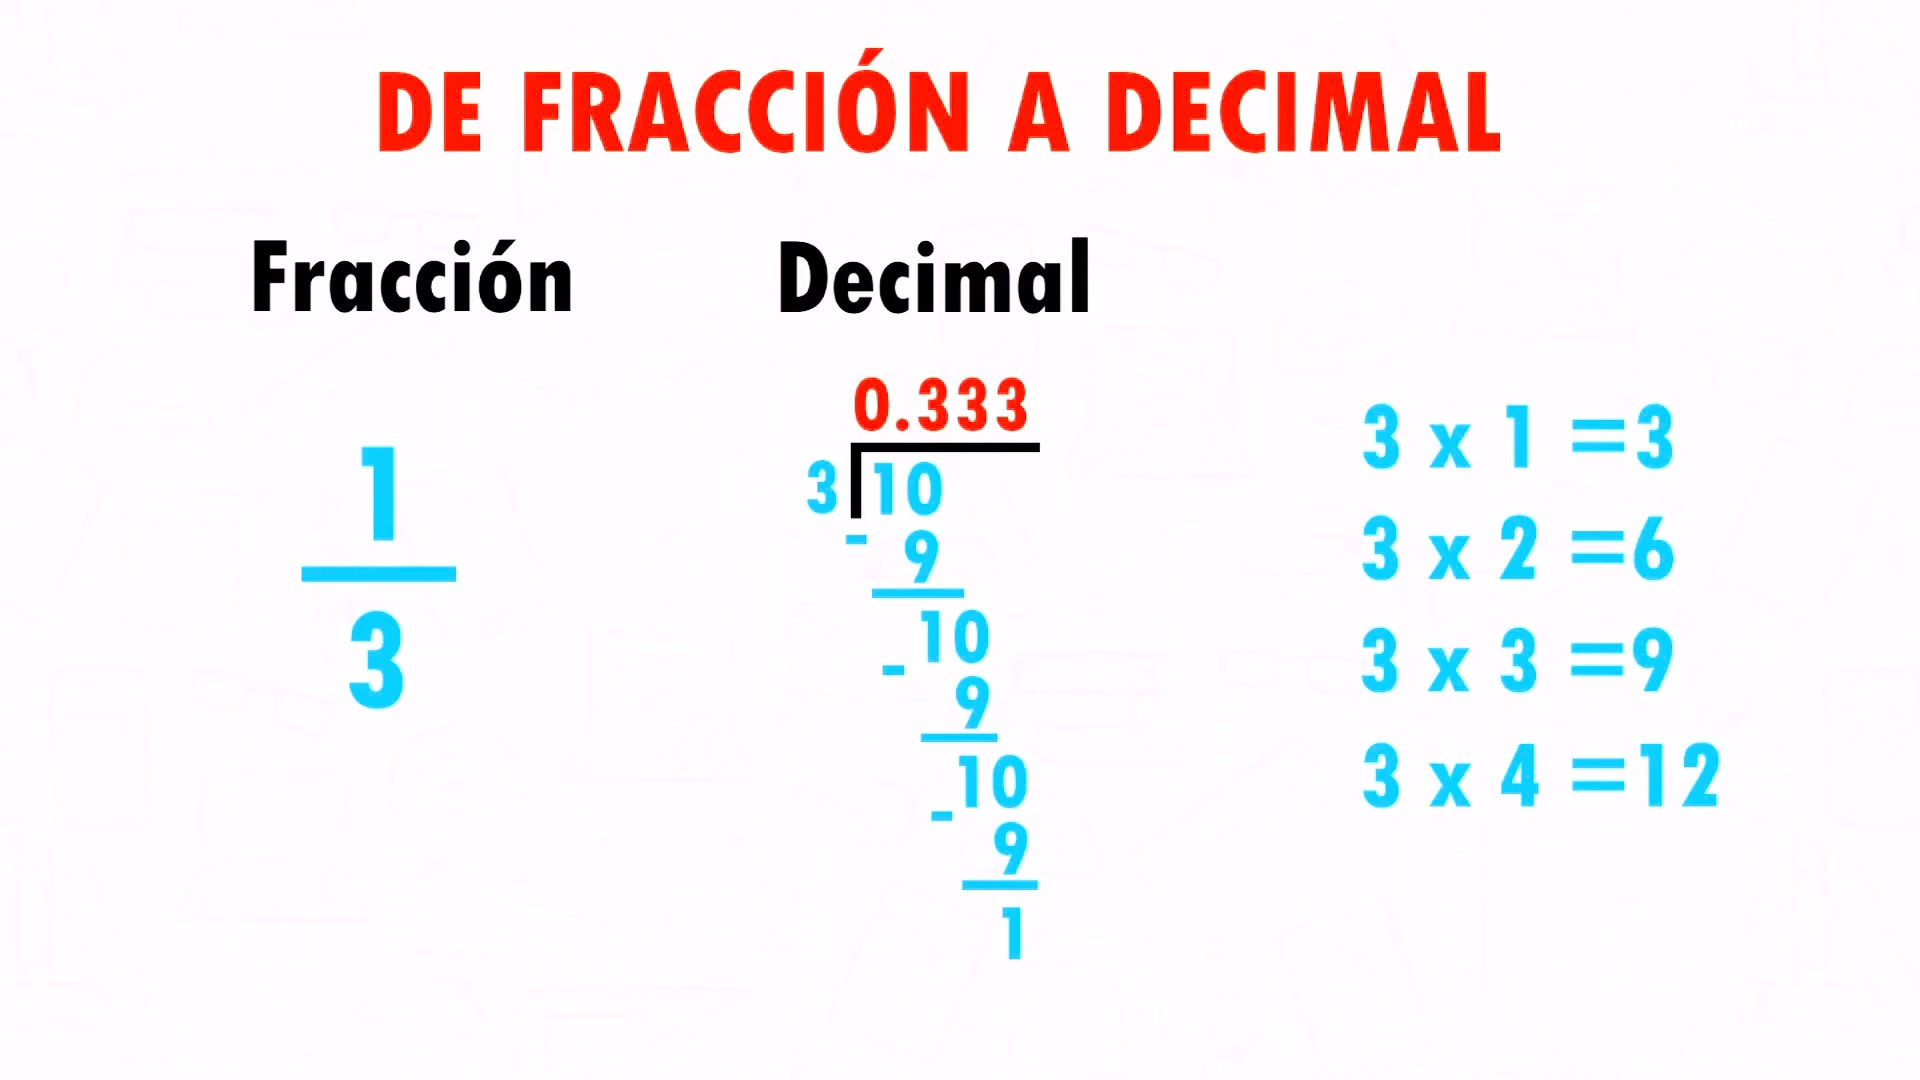 DE FRACCIÓN A DECIMAL
Fracción
1
3
Decimal
0.333
3 10
- 9
10
- 9
10
- 9
1
3 x 1 =3
3 x 2 =6
3 x 3 =9
3 x 4 =12